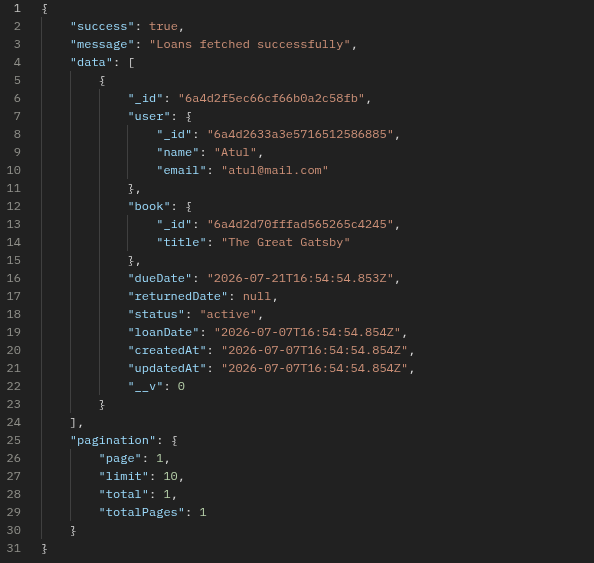 1 {
2 "success": true,
3 "message": "Loans fetched successfully",
4 "data": [
5 {
6 "_id": "6a4d2f5ec66cf66b0a2c58fb",
7 "user": {
8 "_id": "6a4d2633a3e5716512586885",
9 "name": "Atul",
10 "email": "atul@mail.com"
11 },
12 "book": {
13 "_id": "6a4d2d70fffad565265c4245",
14 "title": "The Great Gatsby"
15 },
16 "dueDate": "2026-07-21T16:54:54.853Z",
17 "returnedDate": null,
18 "status": "active",
19 "loanDate": "2026-07-07T16:54:54.854Z",
20 "createdAt": "2026-07-07T16:54:54.854Z",
21 "updatedAt": "2026-07-07T16:54:54.854Z",
22 "__v": 0
23 }
24 ],
25 "pagination": {
26 "page": 1,
27 "limit": 10,
28 "total": 1,
29 "totalPages": 1
30 }
31 }